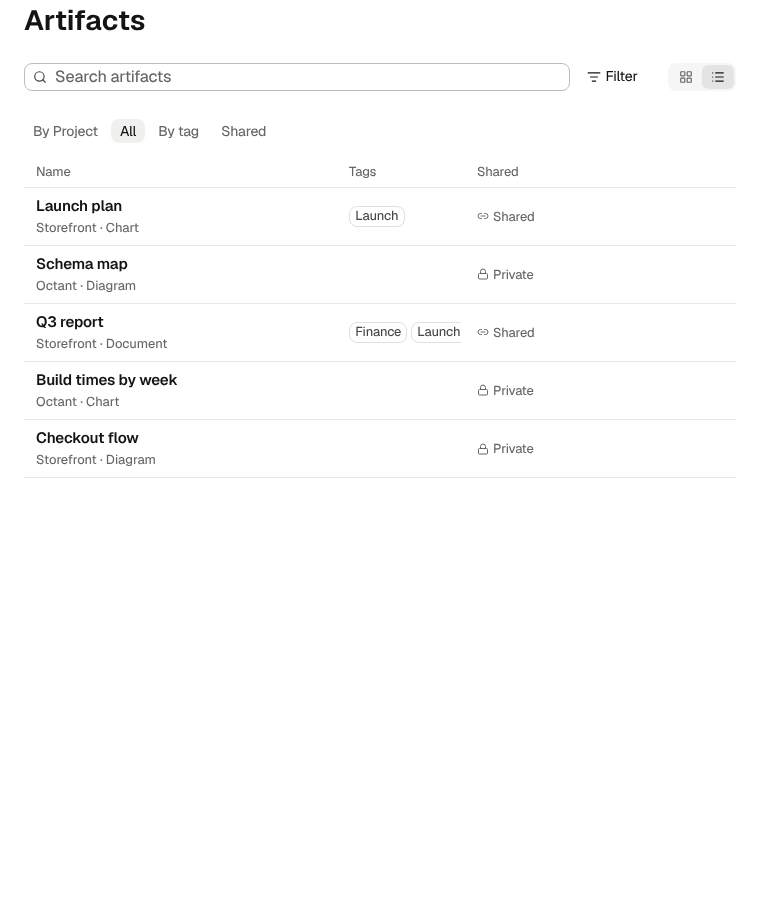 Artifacts
Search artifacts
Filter
By Project All By tag Shared
Name Tags Shared
Launch plan
Storefront · Chart
Launch
Shared
Schema map
Octant · Diagram
Private
Q3 report
Storefront · Document
Finance Launch
Shared
Build times by week
Octant · Chart
Private
Checkout flow
Storefront · Diagram
Private